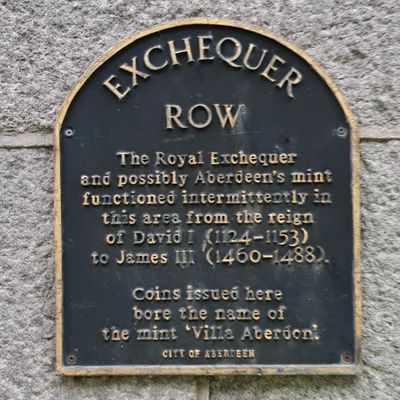 EXCHEQUER
ROW
The Royal Exchequer
and possibly Aberdeen's mint
functioned intermittently in
this area from the reign
of David I (1124-1153)
to James III (1460-1488).
Coins issued here
bore the name of
the mint 'Villa Aberdon'.
CITY OF ABERDEEN